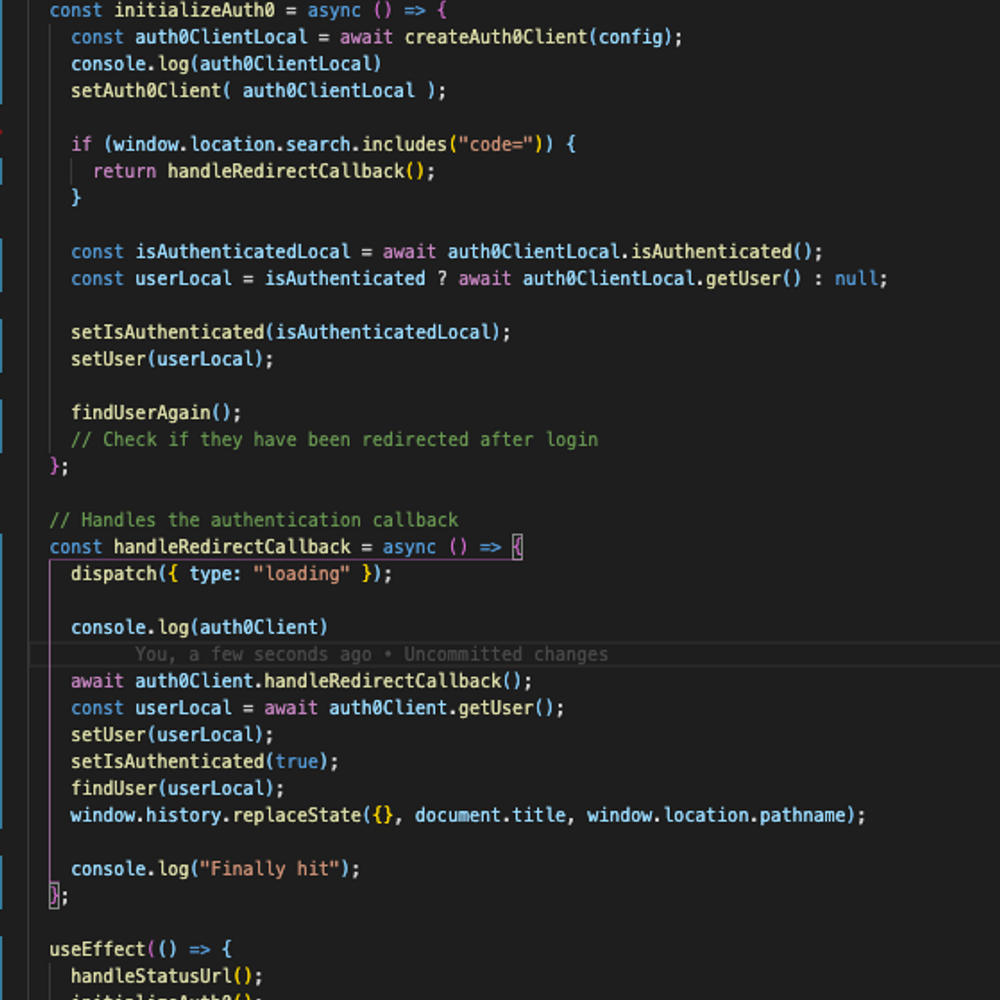 const initializeAuth0 = async () => {
const auth0ClientLocal = await createAuth0Client(config);
console.log(auth0ClientLocal)
setAuth0Client( auth0ClientLocal );
if (window.location.search.includes("code=")) {
return handleRedirectCallback();
}
const isAuthenticatedLocal = await auth0ClientLocal.isAuthenticated();
const userLocal = isAuthenticated ? await auth0ClientLocal.getUser() : null;
setIsAuthenticated(isAuthenticatedLocal);
setUser(userLocal);
findUserAgain();
// Check if they have been redirected after login
};
// Handles the authentication callback
const handleRedirectCallback = async () => {
dispatch({ type: "loading" });
console.log(auth0Client)
You, a few seconds ago • Uncommitted changes
await auth0Client.handleRedirectCallback();
const userLocal = await auth0Client.getUser();
setUser(userLocal);
setIsAuthenticated(true);
findUser(userLocal);
window.history.replaceState({}, document.title, window.location.pathname);
console.log("Finally hit");
};
useEffect(() => {
handleStatusUrl();
initializeAuth0();